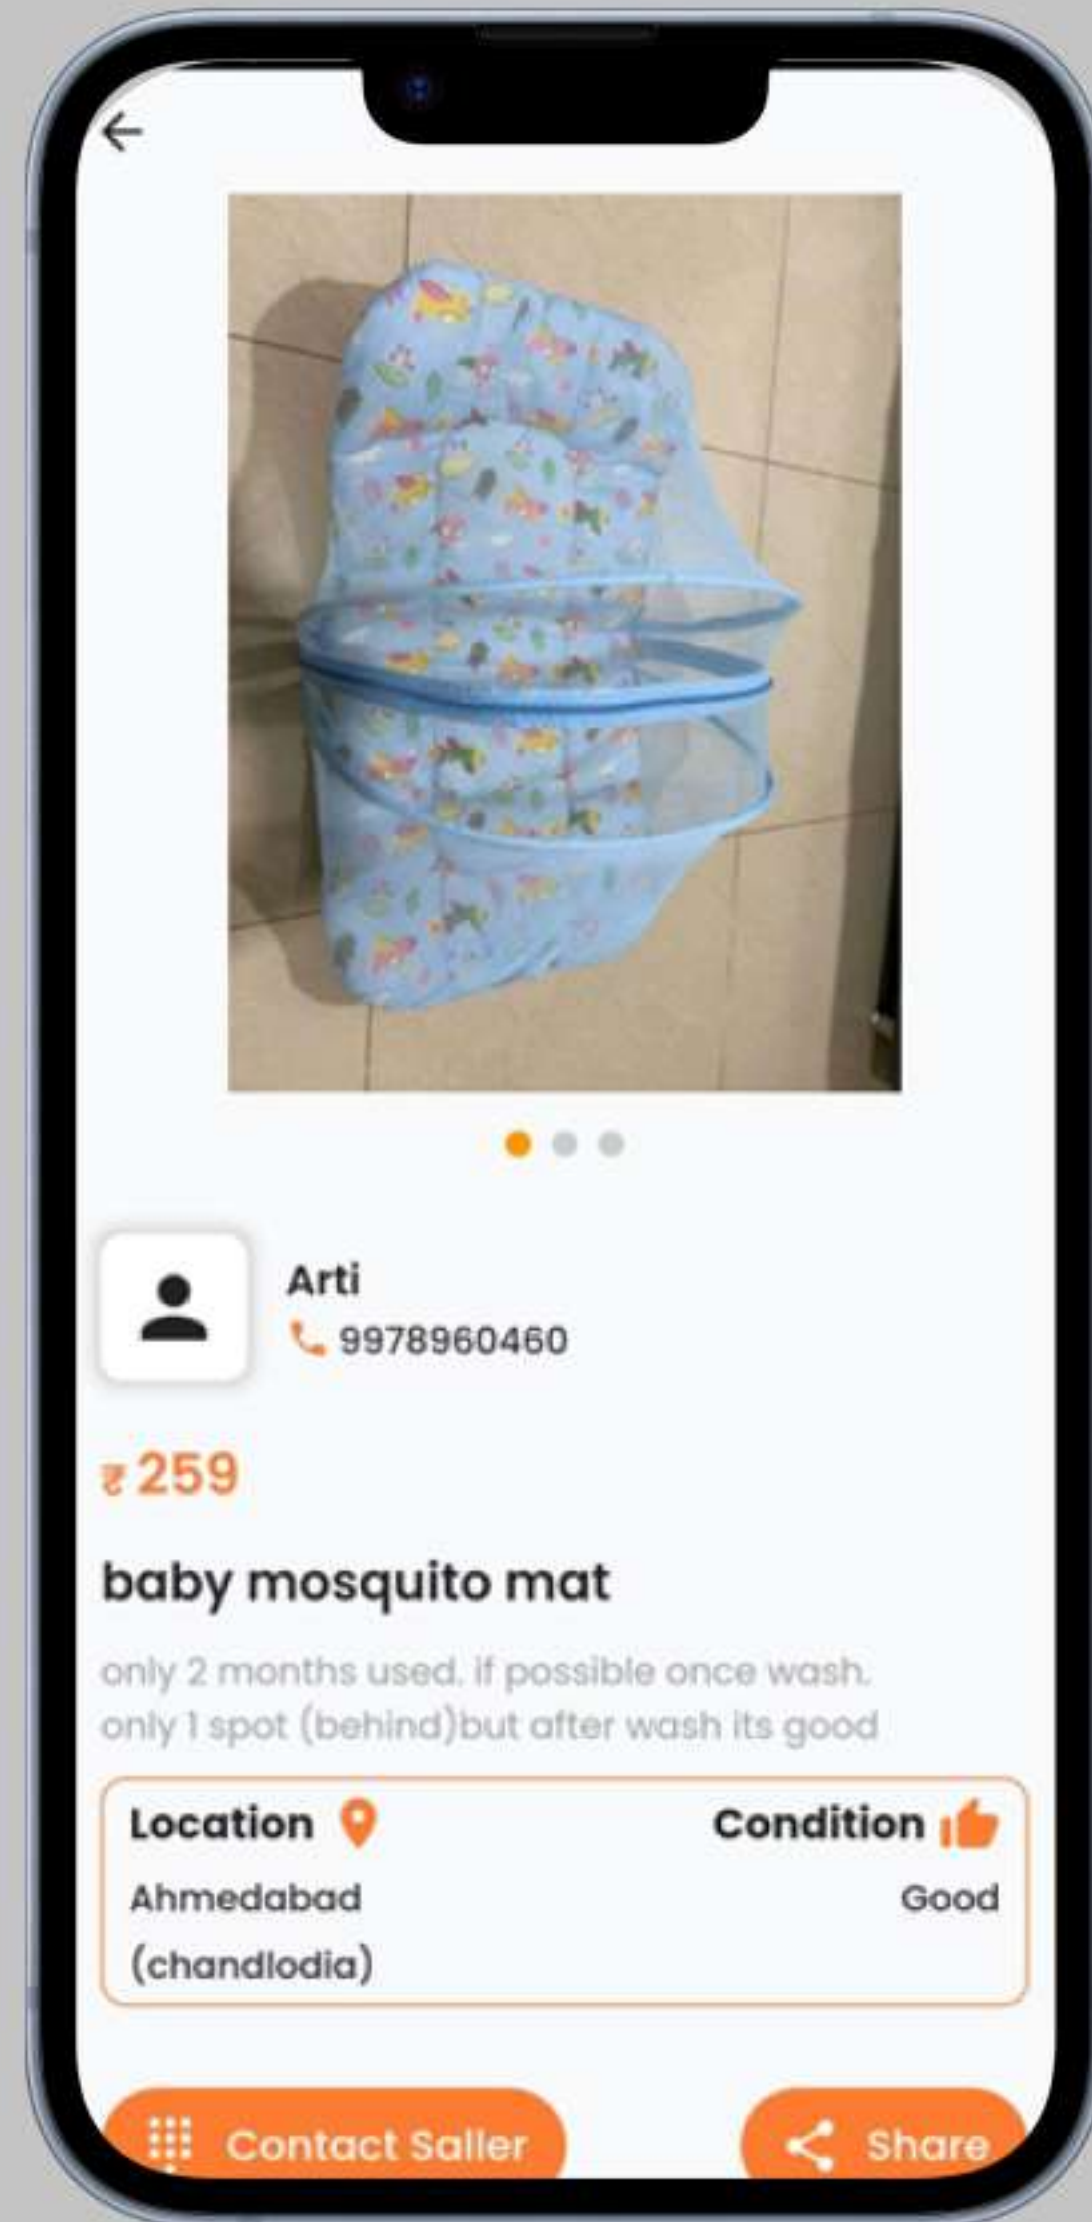 Arti
9978960460
₹ 259
baby mosquito mat
only 2 months used. if possible once wash.
only 1 spot (behind)but after wash its good
Location
Condition
Ahmedabad
(chandlodia)
Good
Contact Saller
Share